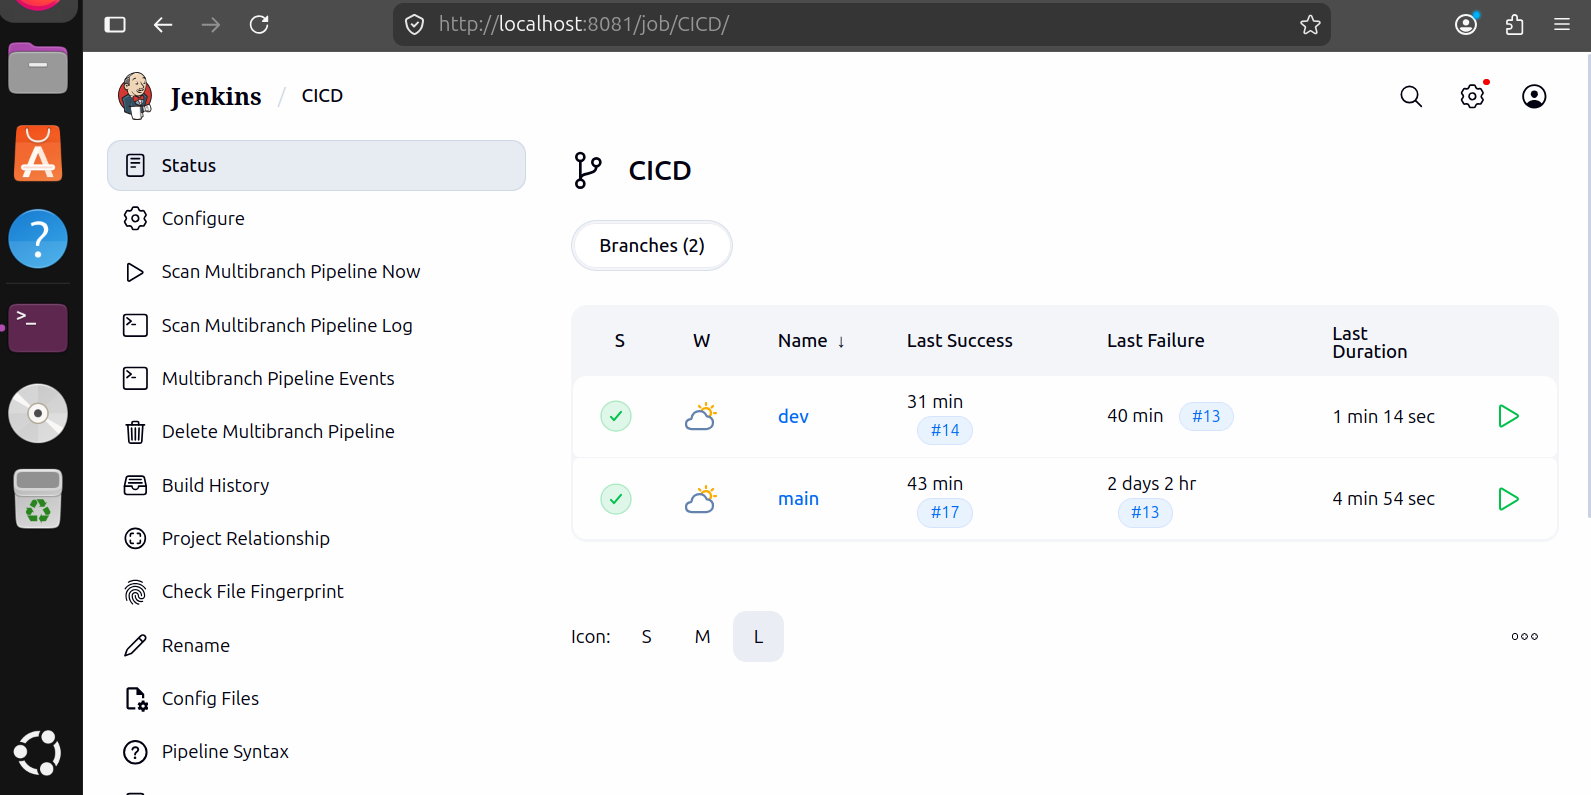 http://localhost:8081/job/CICD/
Jenkins / CICD
Status
Configure
Scan Multibranch Pipeline Now
Scan Multibranch Pipeline Log
Multibranch Pipeline Events
Delete Multibranch Pipeline
Build History
Project Relationship
Check File Fingerprint
Rename
Config Files
Pipeline Syntax
CICD
Branches (2)
S W Name ↓ Last Success Last Failure Last Duration
dev 31 min #14 40 min #13 1 min 14 sec
main 43 min #17 2 days 2 hr #13 4 min 54 sec
Icon: S M L